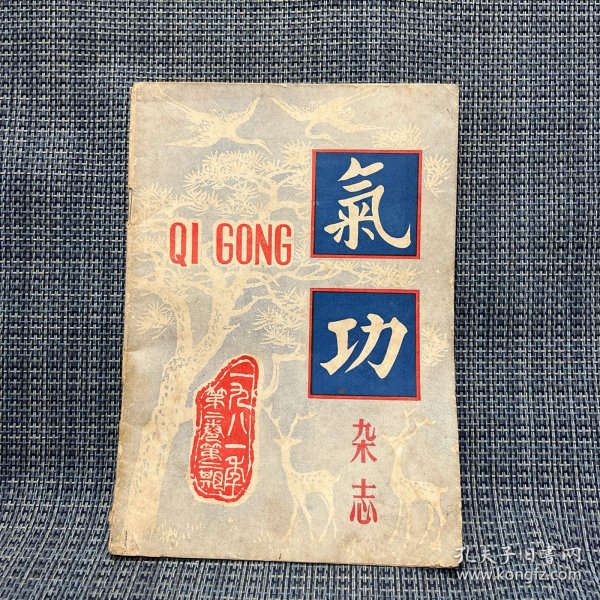 氣
功
QI GONG
杂志
一九八一年
第二卷第二期
孔夫子旧书网
www.kongfz.com